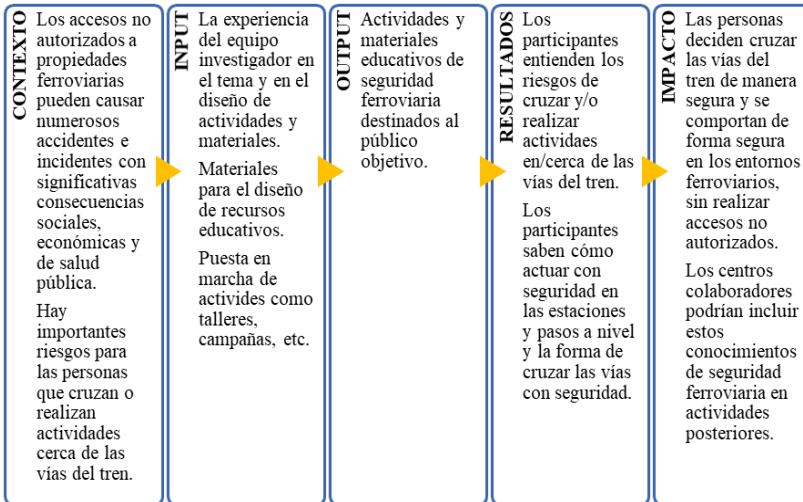 CONTEXTO
Los accesos no
autorizados a
propiedades
ferroviarias
pueden causar
numerosos
accidentes e
incidentes con
significativas
consecuencias
sociales,
económicas y
de salud
pública.
Hay
importantes
riesgos para
las personas
que cruzan o
realizan
actividades
cerca de las
vías del tren.
INPUT
La experiencia
del equipo
investigador en
el tema y en el
diseño de
actividades y
materiales.
Materiales
para el diseño
de recursos
educativos.
Puesta en
marcha de
activides como
talleres,
campañas, etc.
OUTPUT
Actividades y
materiales
educativos de
seguridad
ferroviaria
destinados al
público
objetivo.
RESULTADOS
Los
participantes
entienden los
riesgos de
cruzar y/o
realizar
actividaes
en/cerca de las
vías del tren.
Los
participantes
saben cómo
actuar con
seguridad en
las estaciones
y pasos a nivel
y la forma de
cruzar las vías
con seguridad.
IMPACTO
Las personas
deciden cruzar
las vías del
tren de manera
segura y se
comportan de
forma segura
en los entornos
ferroviarios,
sin realizar
accesos no
autorizados.
Los centros
colaboradores
podrían incluir
estos
conocimientos
de seguridad
ferroviaria en
actividades
posteriores.